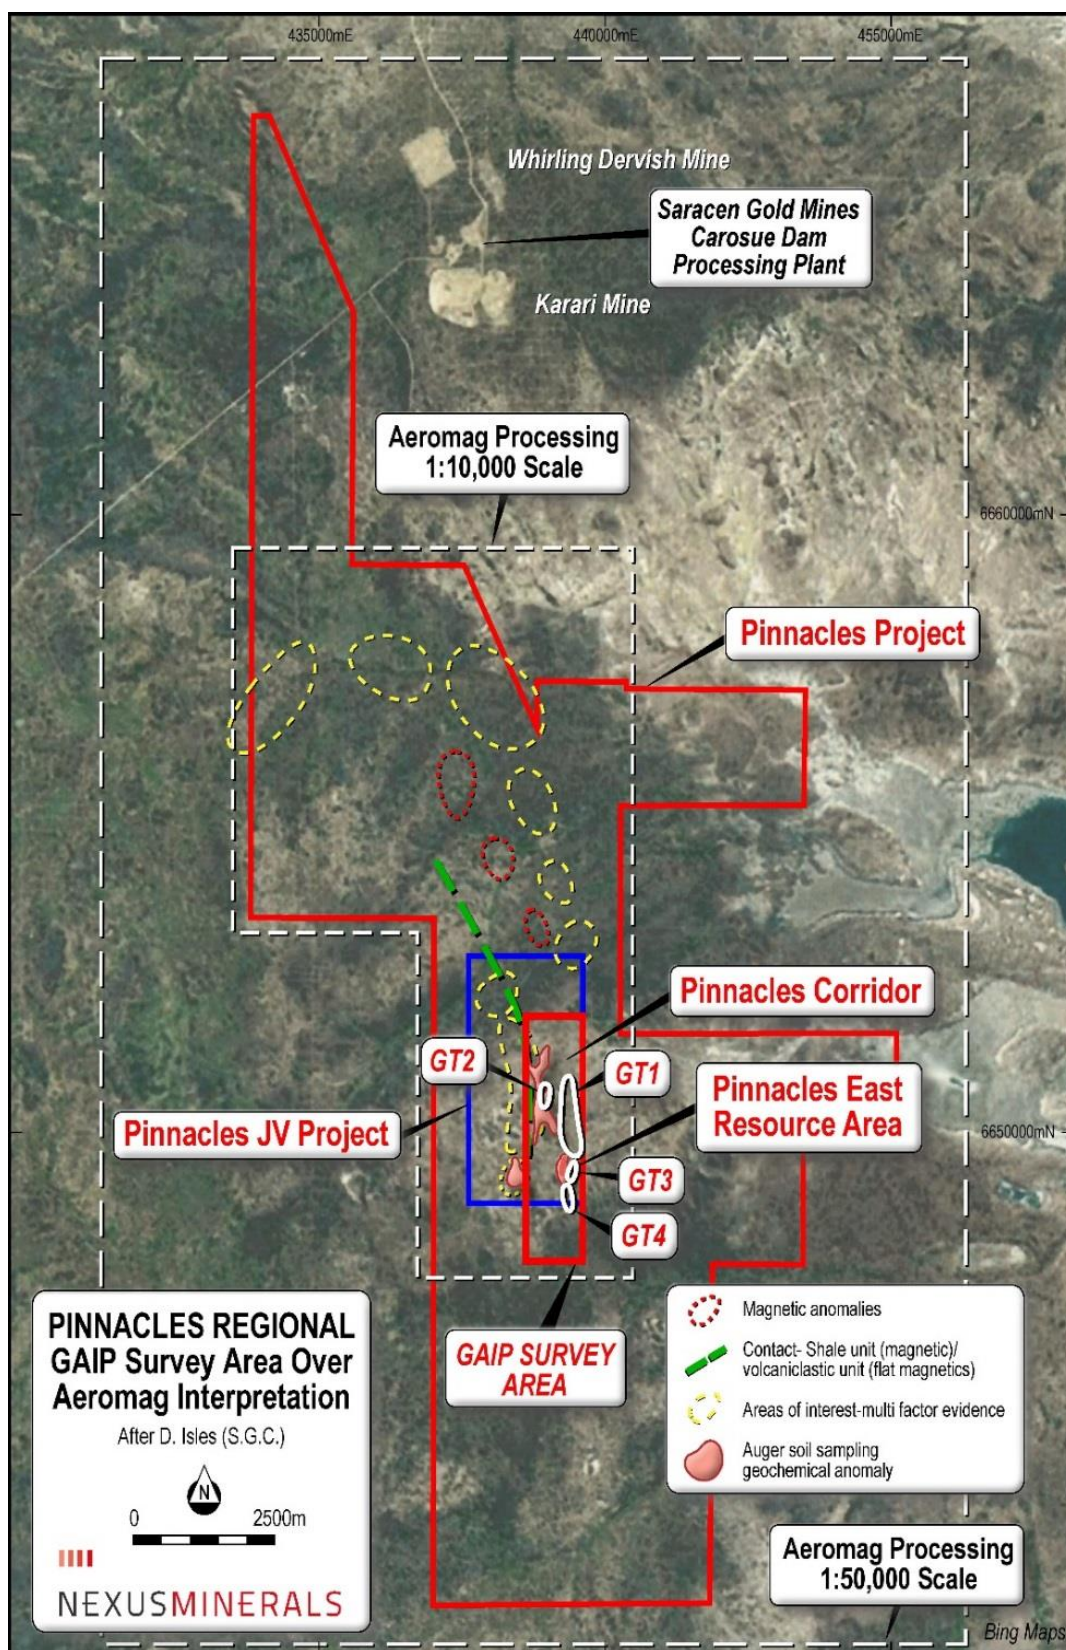 435000mE
440000mE
455000mE
Whirling Dervish Mine
Saracen Gold Mines
Carosue Dam
Processing Plant
Karari Mine
Aeromag Processing
1:10,000 Scale
6660000mN
Pinnacles Project
Pinnacles Corridor
GT2
GT1
Pinnacles East
Resource Area
Pinnacles JV Project
6650000mN
GT3
GT4
GAIP SURVEY
AREA
PINNACLES REGIONAL
GAIP Survey Area Over
Aeromag Interpretation
After D. Isles (S.G.C.)
N
0 2500m
NEXUSMINERALS
Magnetic anomalies
Contact- Shale unit (magnetic)/
volcaniclastic unit (flat magnetics)
Areas of interest-multi factor evidence
Auger soil sampling
geochemical anomaly
Aeromag Processing
1:50,000 Scale
Bing Maps